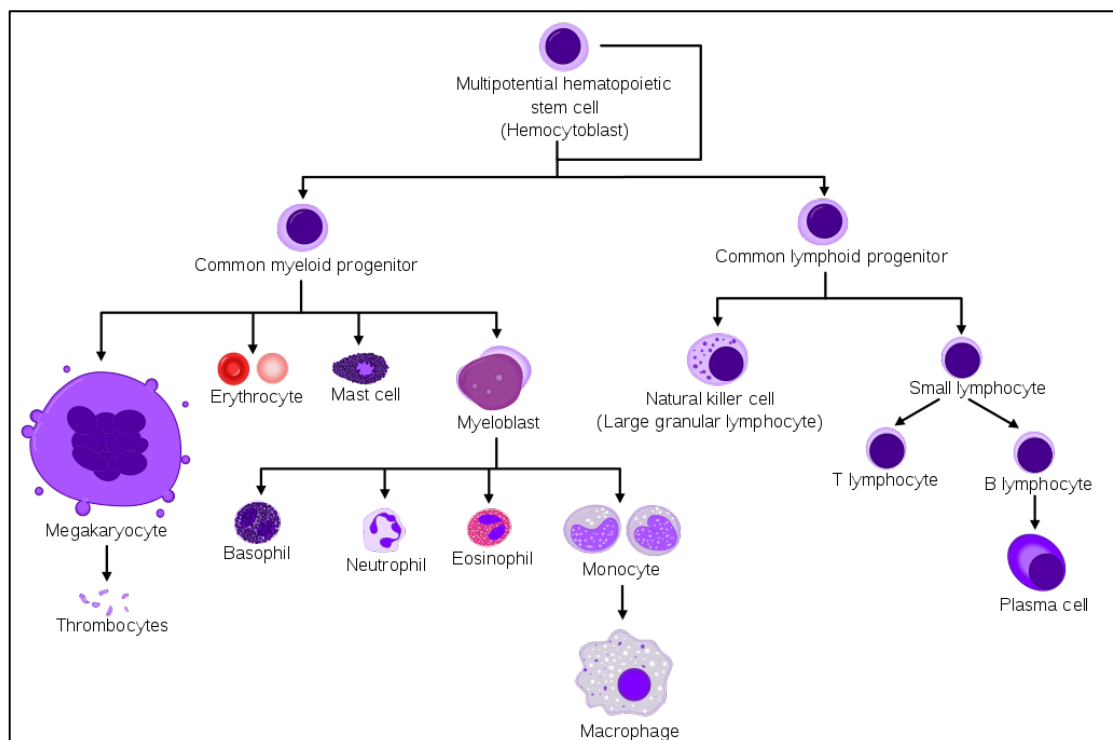 Multipotential hematopoietic
stem cell
(Hemocytoblast)
Common myeloid progenitor
Common lymphoid progenitor
Erythrocyte
Mast cell
Myeloblast
Natural killer cell
(Large granular lymphocyte)
Small lymphocyte
T lymphocyte
B lymphocyte
Megakaryocyte
Basophil
Neutrophil
Eosinophil
Monocyte
Plasma cell
Thrombocytes
Macrophage